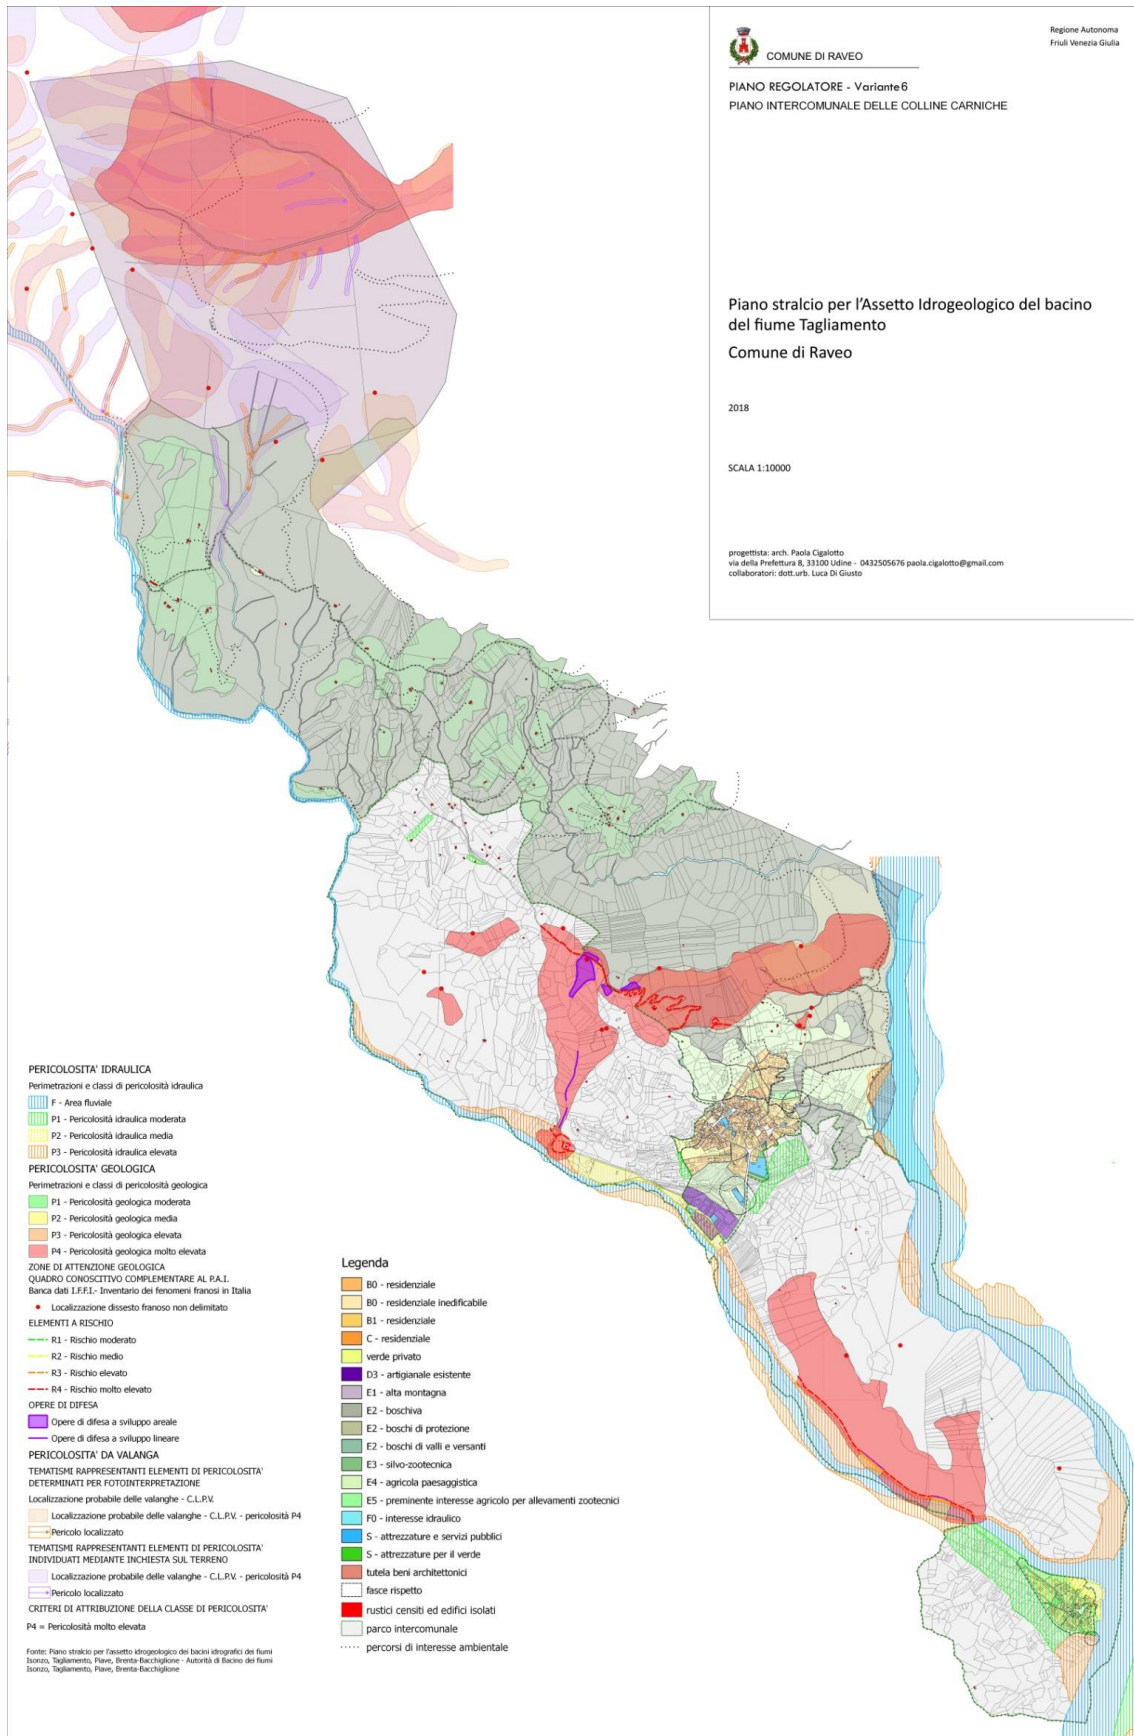 COMUNE DI RAVEO
Regione Autonoma
Friuli Venezia Giulia
PIANO REGOLATORE - Variante 6
PIANO INTERCOMUNALE DELLE COLLINE CARNICHE
Piano stralcio per l'Assetto Idrogeologico del bacino
del fiume Tagliamento
Comune di Raveo
2018
SCALA 1:10000
progettista: arch. Paola Cigalotto
via della Prefettura 8, 33100 Udine - 0432505676 paola.cigalotto@gmail.com
collaboratori: dott.urb. Luca Di Giusto
PERICOLOSITA' IDRAULICA
Perimetrazioni e classi di pericolosità idraulica
F - Area fluviale
P1 - Pericolosità idraulica moderata
P2 - Pericolosità idraulica media
P3 - Pericolosità idraulica elevata
PERICOLOSITA' GEOLOGICA
Perimetrazioni e classi di pericolosità geologica
P1 - Pericolosità geologica moderata
P2 - Pericolosità geologica media
P3 - Pericolosità geologica elevata
P4 - Pericolosità geologica molto elevata
ZONE DI ATTENZIONE GEOLOGICA
QUADRO CONOSCITIVO COMPLEMENTARE AL P.A.I.
Banca dati I.F.F.I.- Inventario dei fenomeni franosi in Italia
Localizzazione dissesto franoso non delimitato
ELEMENTI A RISCHIO
R1 - Rischio moderato
R2 - Rischio medio
R3 - Rischio elevato
R4 - Rischio molto elevato
OPERE DI DIFESA
Opere di difesa a sviluppo areale
Opere di difesa a sviluppo lineare
PERICOLOSITA' DA VALANGA
TEMATISMI RAPPRESENTANTI ELEMENTI DI PERICOLOSITA'
DETERMINATI PER FOTOINTERPRETAZIONE
Localizzazione probabile delle valanghe - C.L.P.V.
Localizzazione probabile delle valanghe - C.L.P.V. - pericolosità P4
Pericolo localizzato
TEMATISMI RAPPRESENTANTI ELEMENTI DI PERICOLOSITA'
INDIVIDUATI MEDIANTE INCHIESTA SUL TERRENO
Localizzazione probabile delle valanghe - C.L.P.V. - pericolosità P4
Pericolo localizzato
CRITERI DI ATTRIBUZIONE DELLA CLASSE DI PERICOLOSITA'
P4 = Pericolosità molto elevata
Fonte: Piano stralcio per l'assetto idrogeologico dei bacini idrografici dei fiumi
Isonzo, Tagliamento, Piave, Brenta-Bacchiglione - Autorità di Bacino dei fiumi
Isonzo, Tagliamento, Piave, Brenta-Bacchiglione
Legenda
B0 - residenziale
B0 - residenziale inedificabile
B1 - residenziale
C - residenziale
verde privato
D3 - artigianale esistente
E1 - alta montagna
E2 - boschiva
E2 - boschi di protezione
E2 - boschi di valli e versanti
E3 - silvo-zootecnica
E4 - agricola paesaggistica
E5 - preminente interesse agricolo per allevamenti zootecnici
F0 - interesse idraulico
S - attrezzature e servizi pubblici
S - attrezzature per il verde
tutela beni architettonici
fasce rispetto
rustici censiti ed edifici isolati
parco intercomunale
percorsi di interesse ambientale